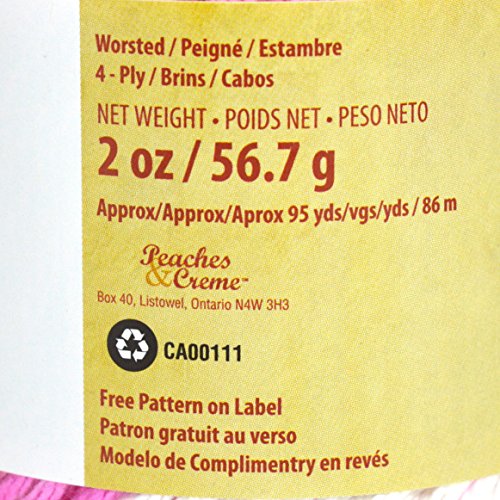 Worsted / Peigné / Estambre
4 - Ply / Brins / Cabos
NET WEIGHT • POIDS NET • PESO NETO
2 oz / 56.7 g
Approx/Approx/Aprox 95 yds/vgs/yds / 86 m
Peaches
& Creme™
Box 40, Listowel, Ontario N4W 3H3
CA00111
Free Pattern on Label
Patron gratuit au verso
Modelo de Complimentry en revés